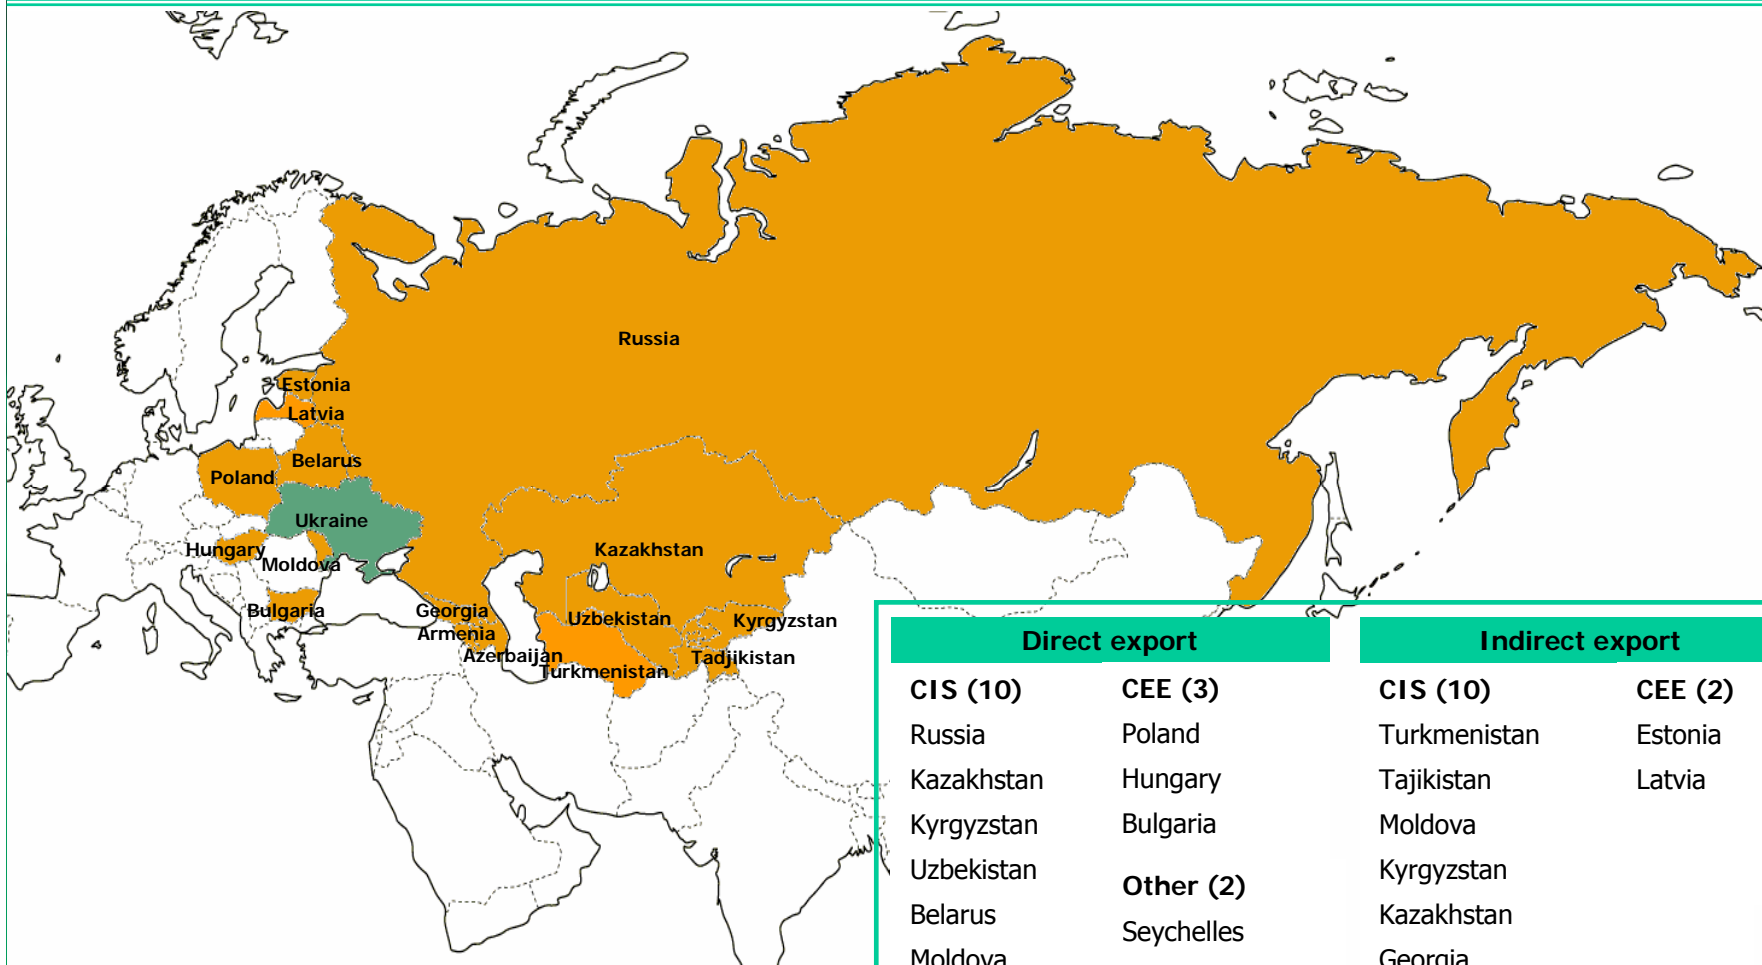 Russia
Estonia
Latvia
Belarus
Poland
Ukraine
Hungary
Moldova
Kazakhstan
Bulgaria
Georgia
Armenia
Azerbaijan
Uzbekistan
Kyrgyzstan
Tadjikistan
Turkmenistan
Direct export
CIS (10)
Russia
Kazakhstan
Kyrgyzstan
Uzbekistan
Belarus
Moldova
CEE (3)
Poland
Hungary
Bulgaria
Other (2)
Seychelles
Indirect export
CIS (10)
Turkmenistan
Tajikistan
Moldova
Kyrgyzstan
Kazakhstan
Georgia
CEE (2)
Estonia
Latvia